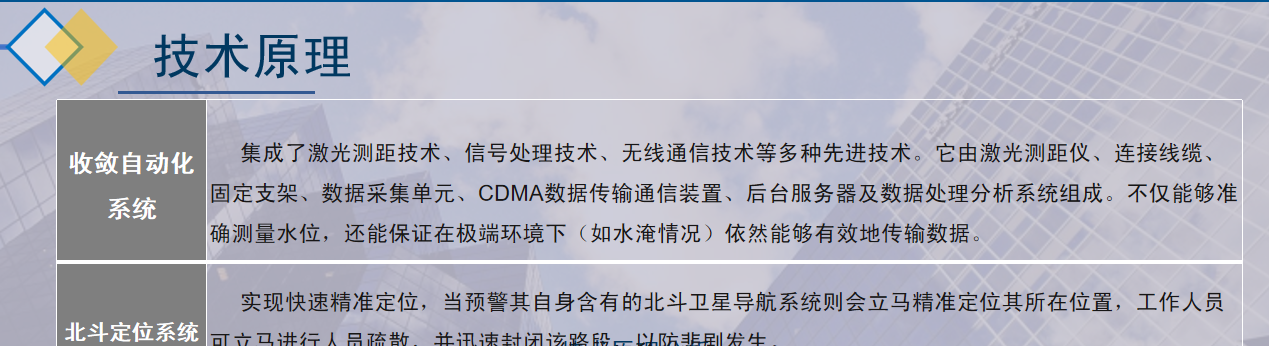 技术原理
收敛自动化
系统
集成了激光测距技术、信号处理技术、无线通信技术等多种先进技术。它由激光测距仪、连接线缆、
固定支架、数据采集单元、CDMA数据传输通信装置、后台服务器及数据处理分析系统组成。不仅能够准
确测量水位，还能保证在极端环境下（如水淹情况）依然能够有效地传输数据。
北斗定位系统
实现快速精准定位，当预警其自身含有的北斗卫星导航系统则会立马精准定位其所在位置，工作人员
可立马进行人员疏散，并迅速封闭该路段，以防悲剧发生。